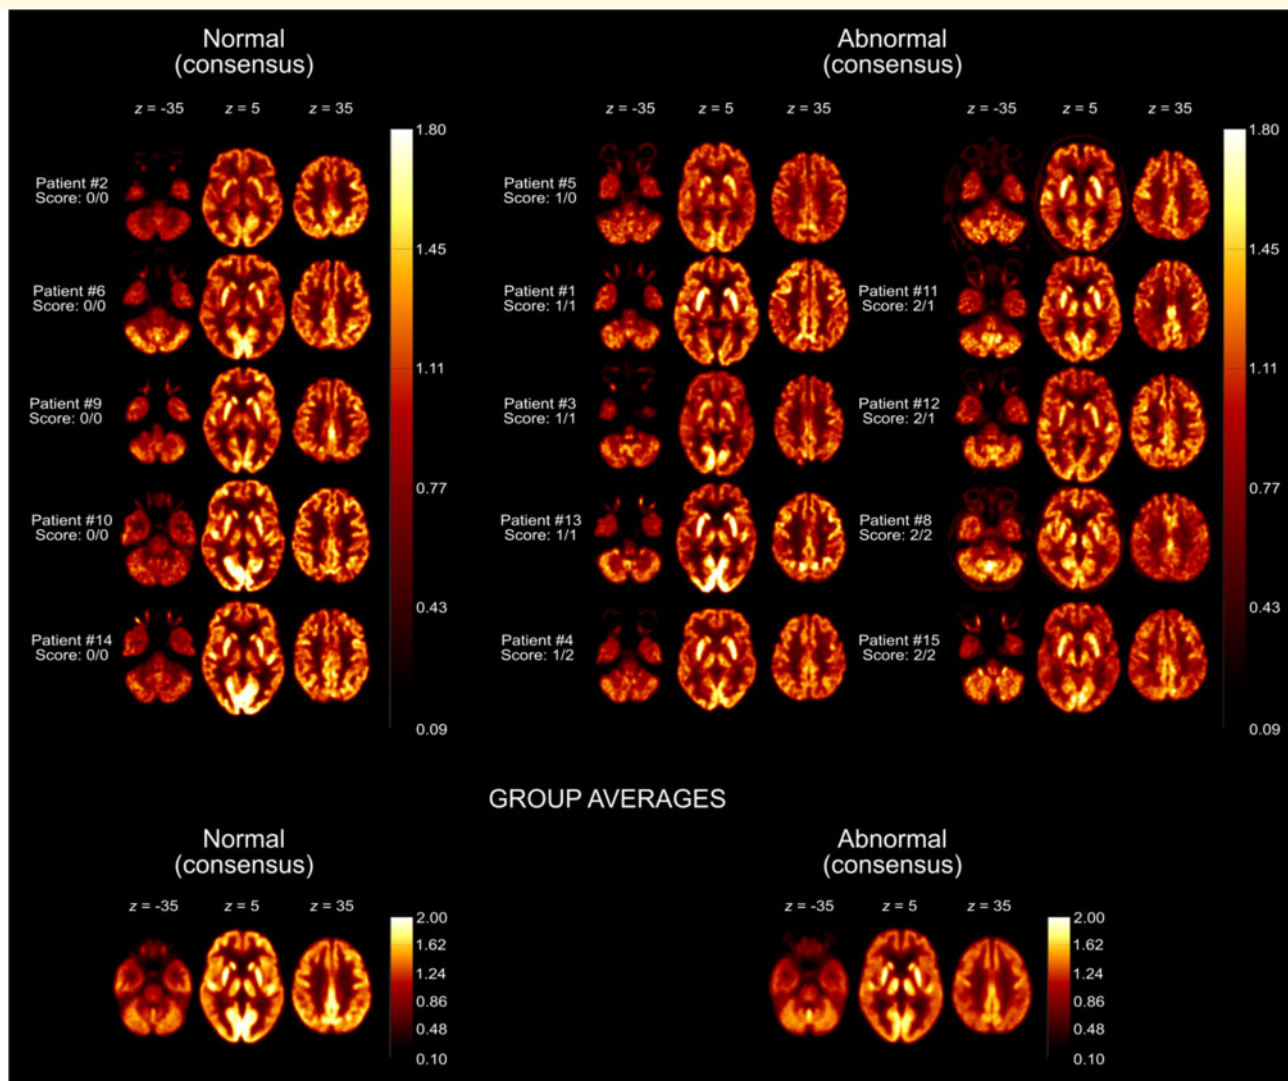 Normal
(consensus)
Abnormal
(consensus)
z = -35 z = 5 z = 35
z = -35 z = 5 z = 35
z = 35
1.80
1.45
1.11
0.77
0.43
0.09
Patient #2
Score: 0/0
Patient #6
Score: 0/0
Patient #9
Score: 0/0
Patient #10
Score: 0/0
Patient #14
Score: 0/0
Patient #5
Score: 1/0
Patient #1
Score: 1/1
Patient #3
Score: 1/1
Patient #13
Score: 1/1
Patient #4
Score: 1/2
Patient #11
Score: 2/1
Patient #12
Score: 2/1
Patient #8
Score: 2/2
Patient #15
Score: 2/2
z = -35 z = 5
1.80
1.45
1.11
0.77
0.43
0.09
GROUP AVERAGES
Normal
(consensus)
Abnormal
(consensus)
z = -35 z = 5 z = 35
2.00
1.62
1.24
0.86
0.48
0.10
z = -35 z = 5 z = 35
2.00
1.62
1.24
0.86
0.48
0.10